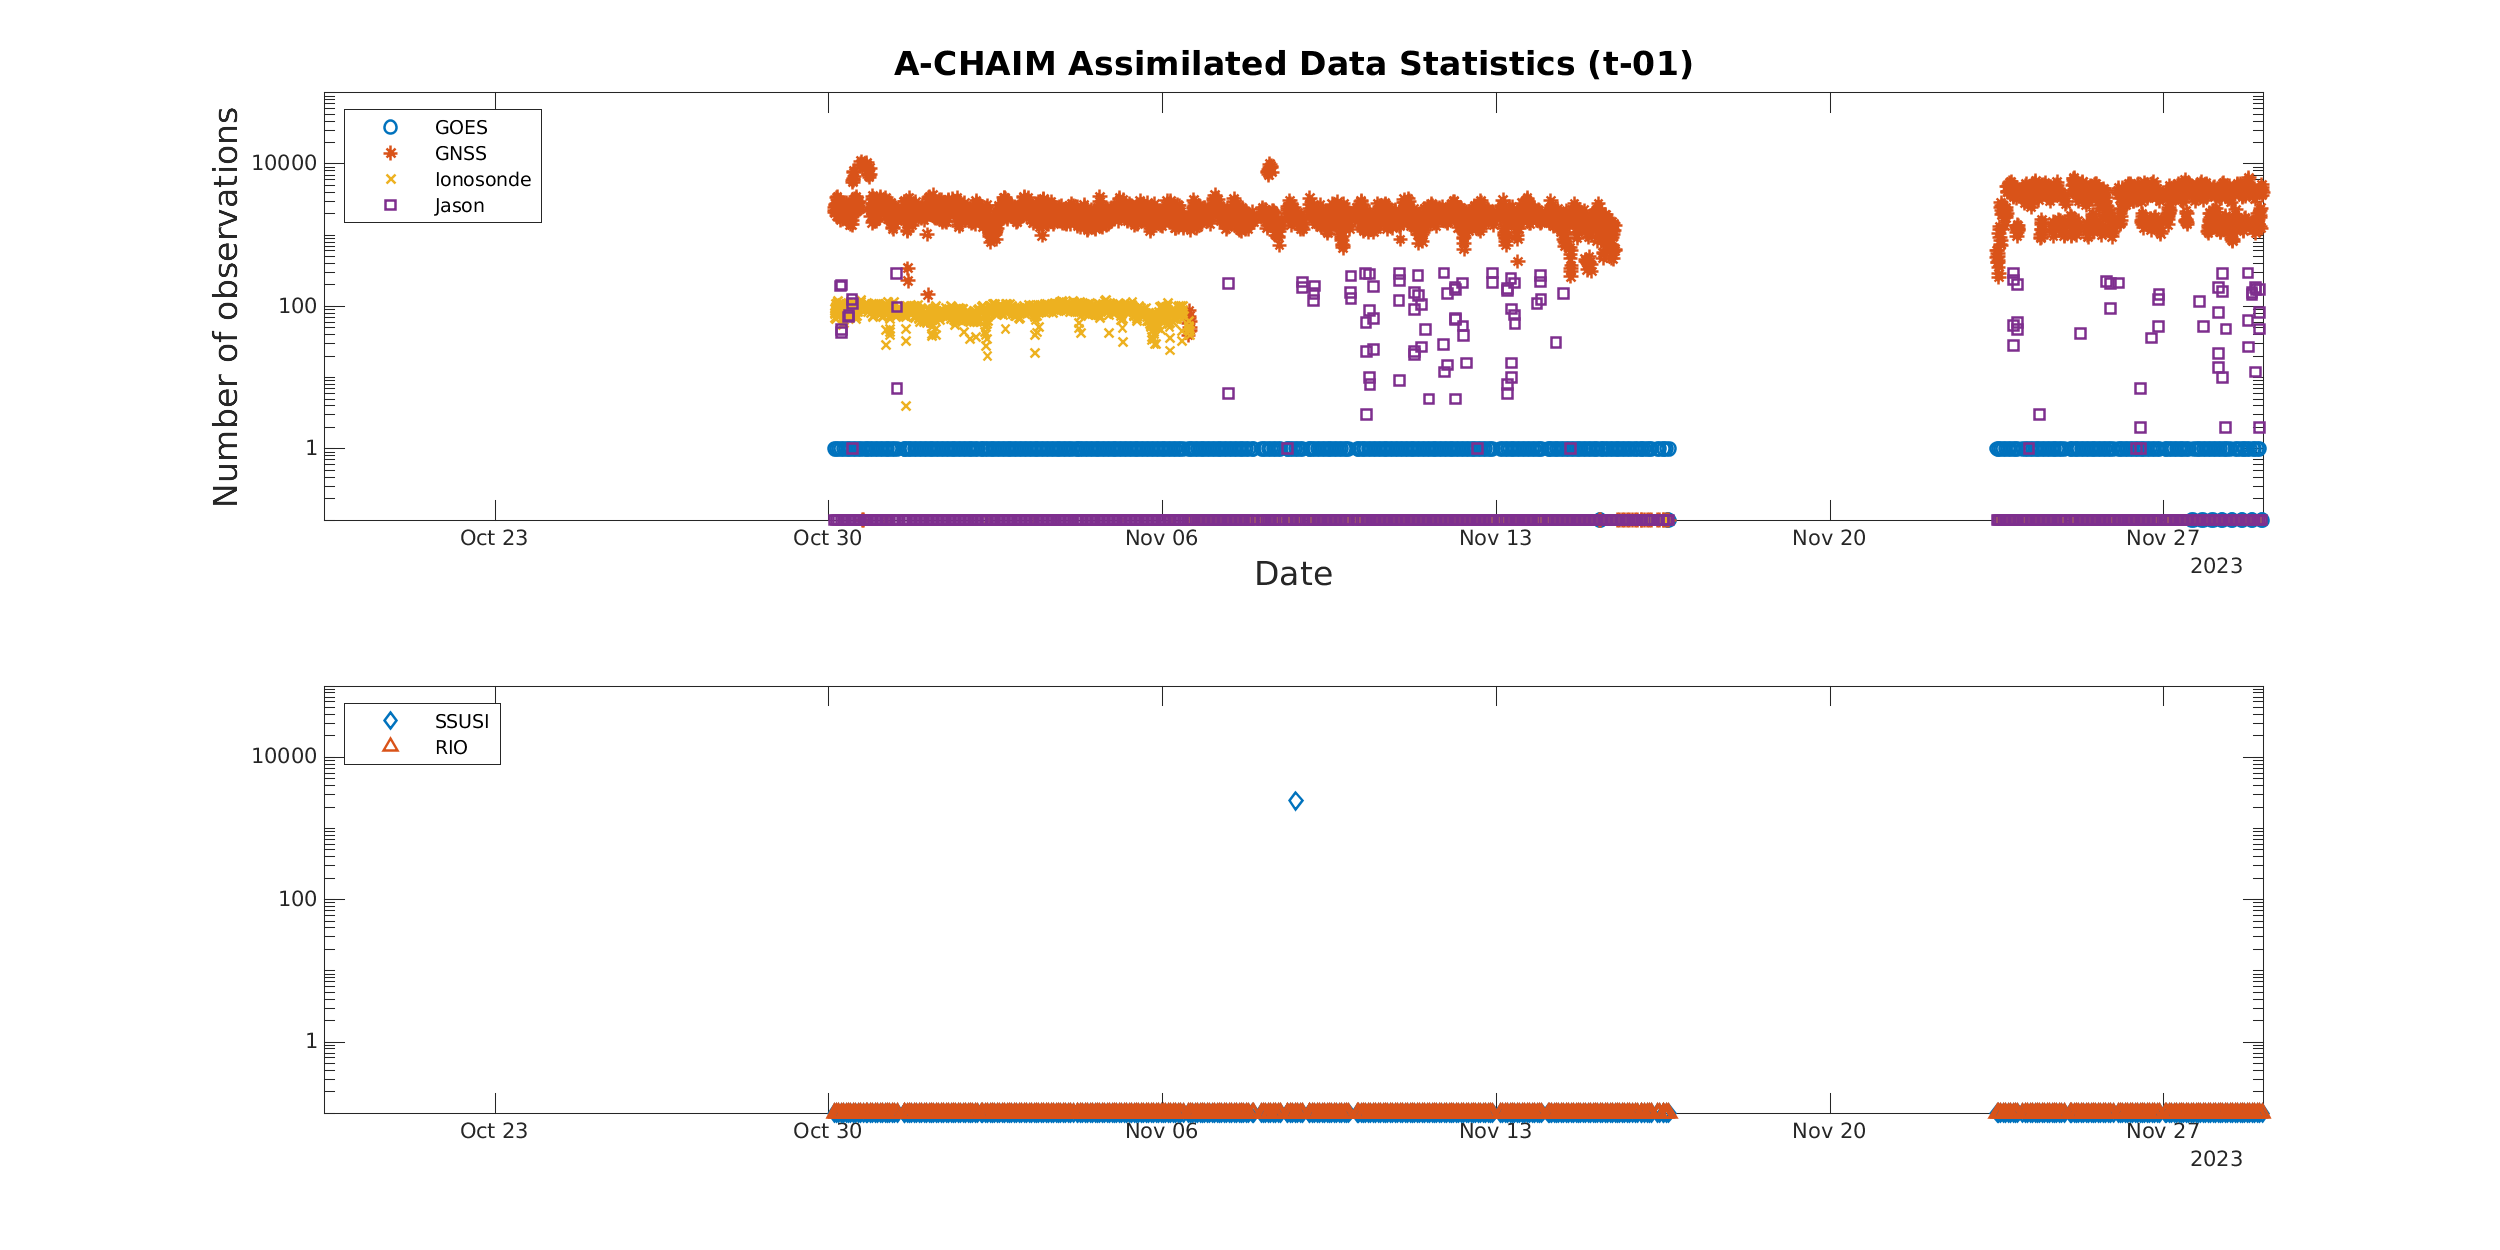 A-CHAIM Assimilated Data Statistics (t-01)
Number of observations
10000
100
1
GOES
GNSS
Ionosonde
Jason
Oct 23
Oct 30
Nov 06
Nov 13
Nov 20
Nov 27
2023
Date
10000
100
1
SSUSI
RIO
Oct 23
Oct 30
Nov 06
Nov 13
Nov 20
Nov 27
2023